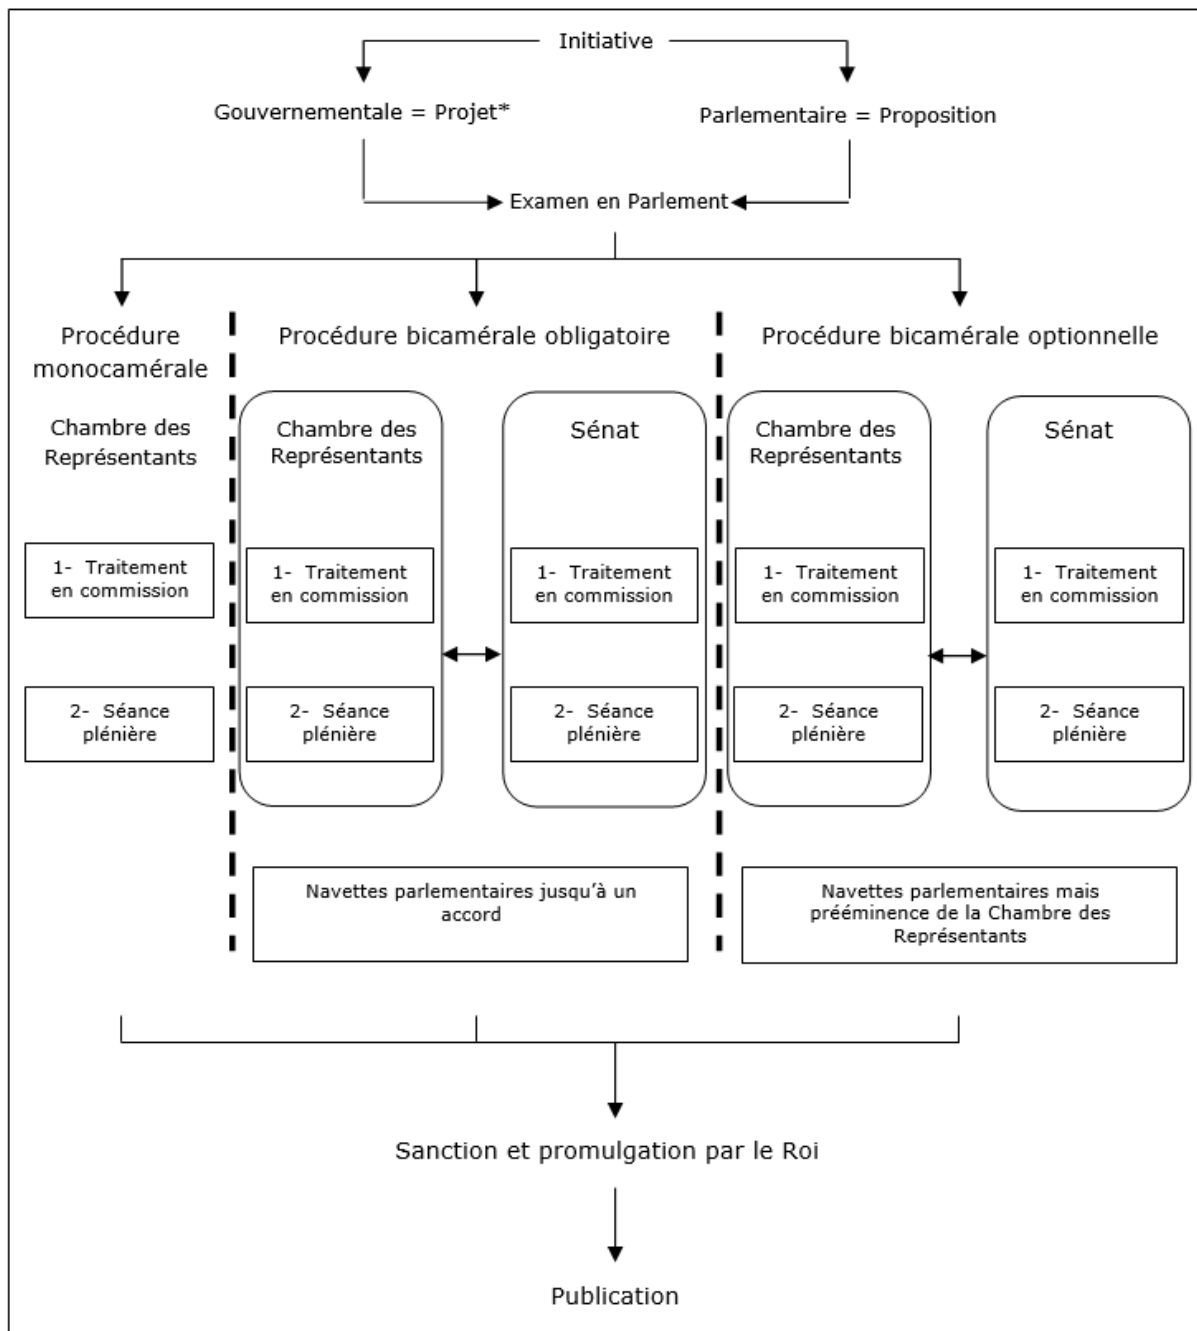 Initiative
Gouvernementale = Projet*
Parlementaire = Proposition
Examen en Parlement
Procédure
monocamérale
Chambre des
Représentants
1- Traitement
en commission
2- Séance
plénière
Procédure bicamérale obligatoire
Chambre des
Représentants
1- Traitement
en commission
2- Séance
plénière
Sénat
1- Traitement
en commission
2- Séance
plénière
Navettes parlementaires jusqu’à un
accord
Procédure bicamérale optionnelle
Chambre des
Représentants
1- Traitement
en commission
2- Séance
plénière
Sénat
1- Traitement
en commission
2- Séance
plénière
Navettes parlementaires mais
prééminence de la Chambre des
Représentants
Sanction et promulgation par le Roi
Publication